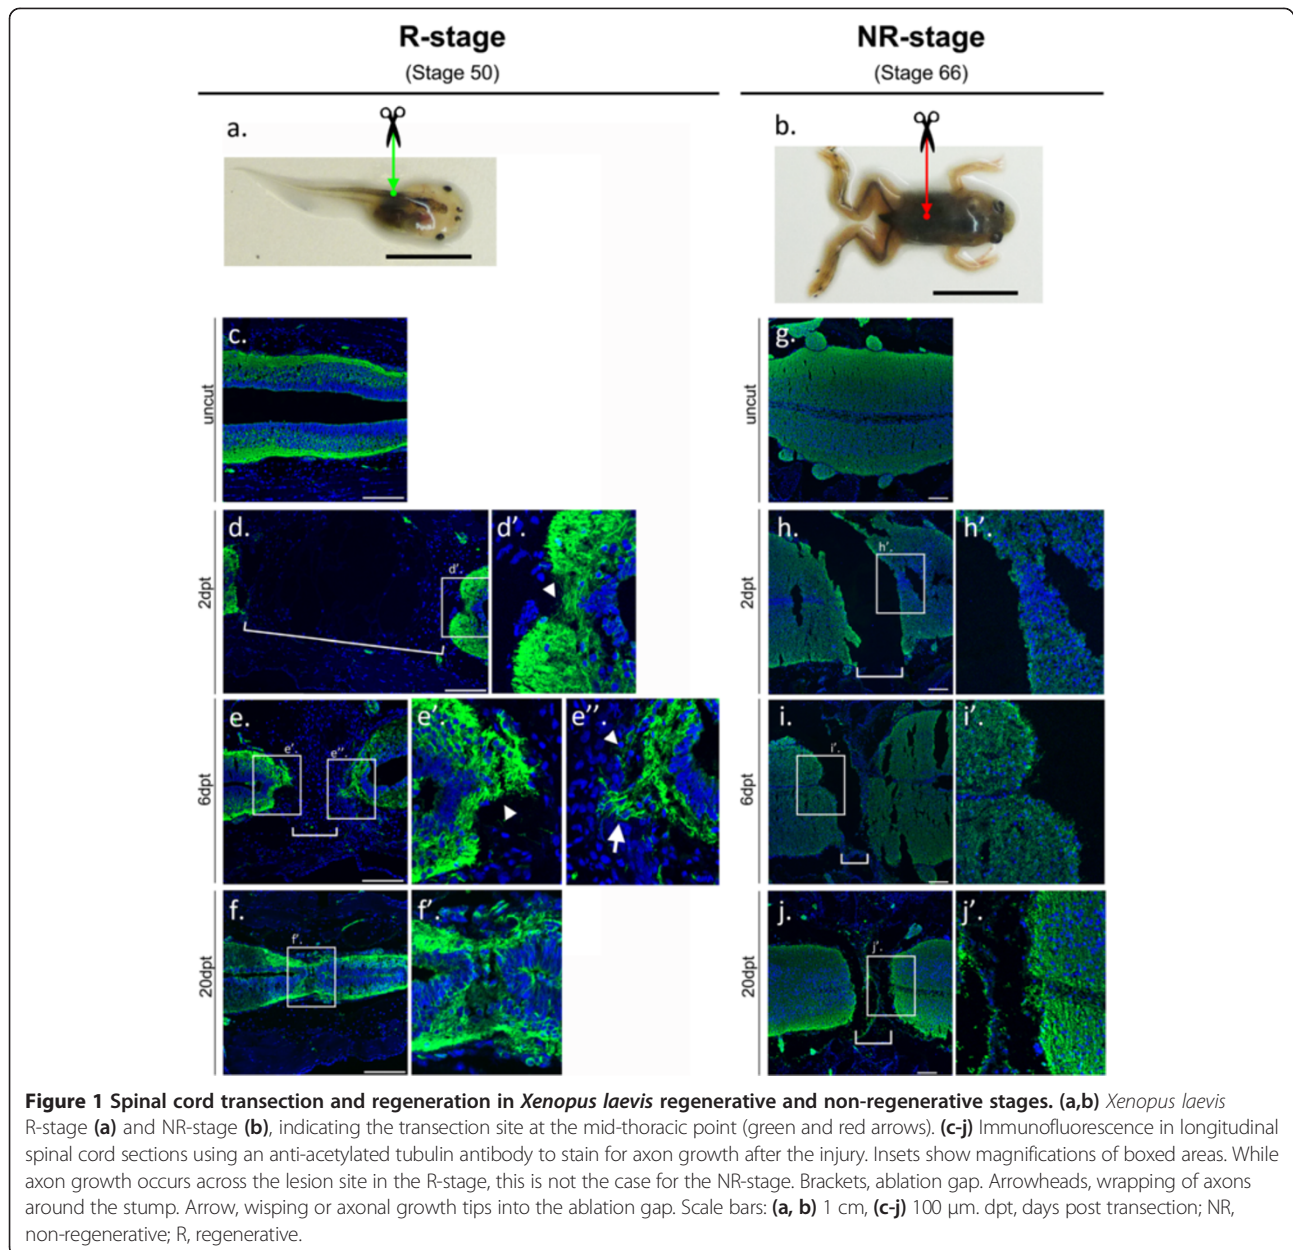 R-stage
(Stage 50)
NR-stage
(Stage 66)
a.
b.
uncut
c.
g.
2dpt
d.
d'.
d'.
2dpt
h.
h'.
h'.
6dpt
e.
e'.
e''.
e'.
e''.
6dpt
i.
i'.
i'.
20dpt
f.
f'.
f'.
20dpt
j.
j'.
j'.
uncut
Figure 1 Spinal cord transection and regeneration in Xenopus laevis regenerative and non-regenerative stages. (a,b) Xenopus laevis
R-stage (a) and NR-stage (b), indicating the transection site at the mid-thoracic point (green and red arrows). (c-j) Immunofluorescence in longitudinal
spinal cord sections using an anti-acetylated tubulin antibody to stain for axon growth after the injury. Insets show magnifications of boxed areas. While
axon growth occurs across the lesion site in the R-stage, this is not the case for the NR-stage. Brackets, ablation gap. Arrowheads, wrapping of axons
around the stump. Arrow, wisping or axonal growth tips into the ablation gap. Scale bars: (a, b) 1 cm, (c-j) 100 µm. dpt, days post transection; NR,
non-regenerative; R, regenerative.